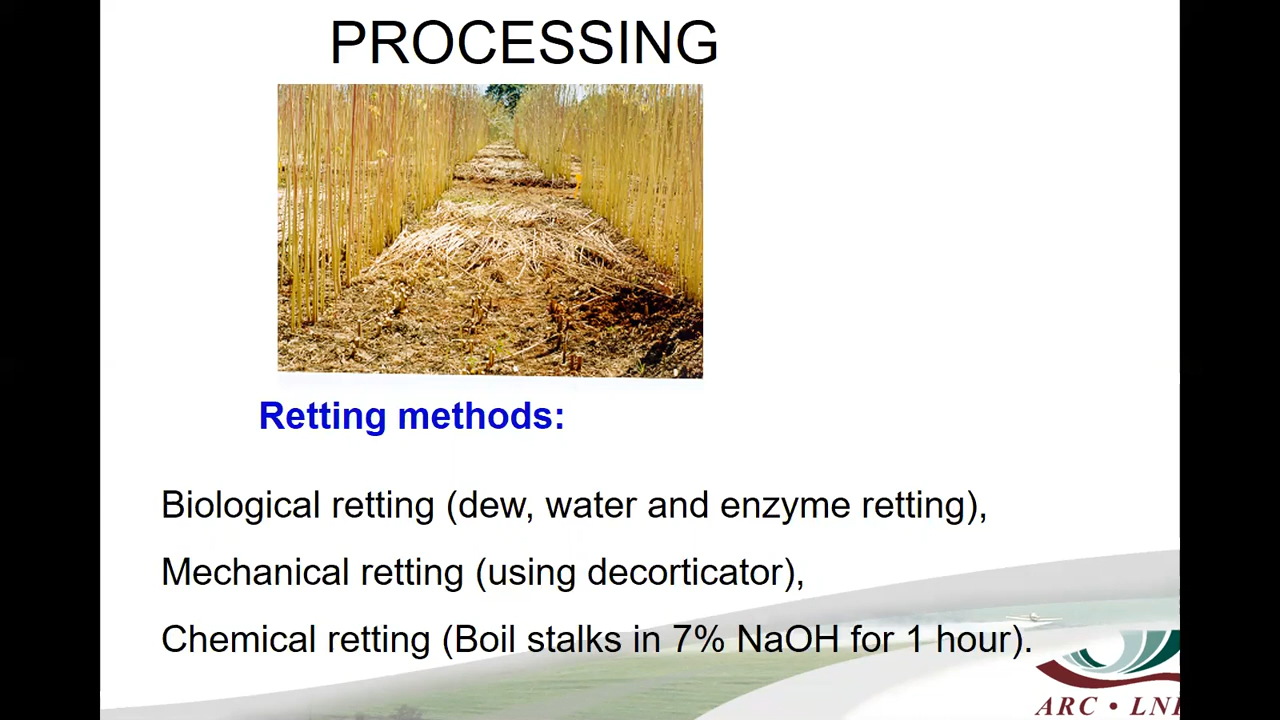 PROCESSING
Retting methods:
Biological retting (dew, water and enzyme retting),
Mechanical retting (using decorticator),
Chemical retting (Boil stalks in 7% NaOH for 1 hour).
ARC • LN